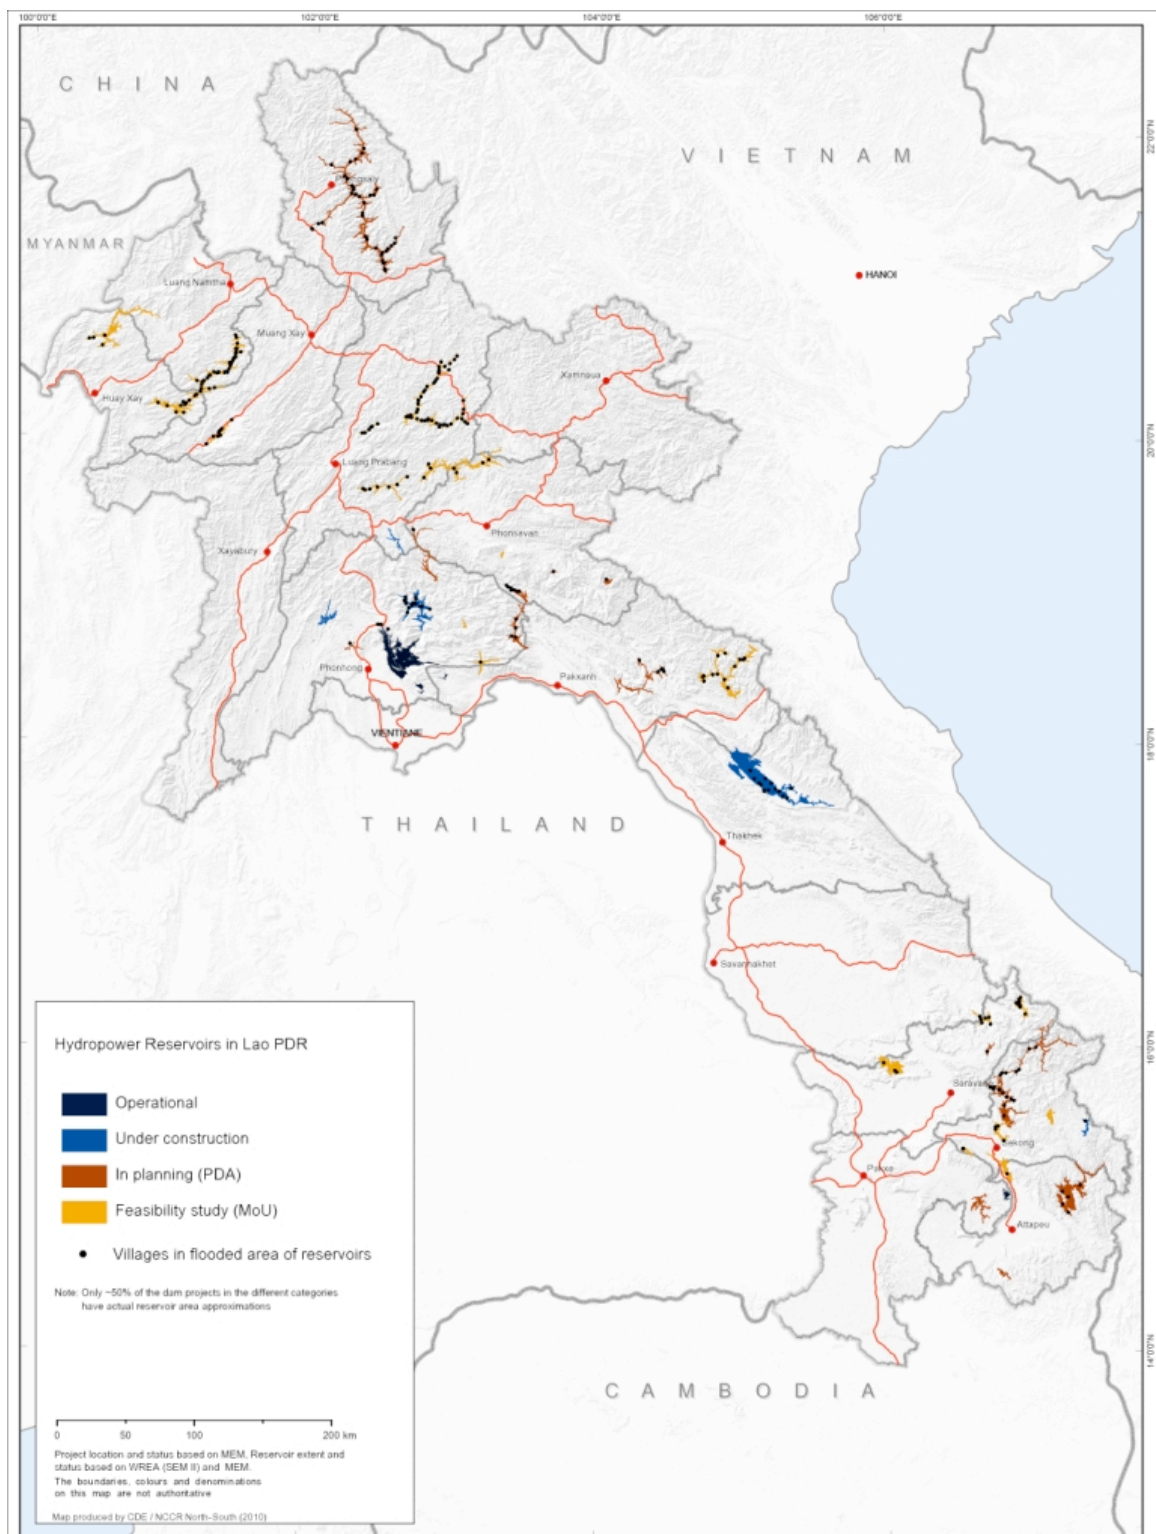 100°0'0"E
102°0'0"E
104°0'0"E
106°0'0"E
CHINA
22°0'0"N
VIETNAM
Phongsaly
MYANMAR
HANOI
Luang Namtha
Muang Xay
Xamneua
Huay Xay
20°0'0"N
Luang Prabang
Phonsavan
Xayabury
Phonhong
Pakxanh
VIENTIANE
18°0'0"N
THAILAND
Thakhek
Savannakhet
Hydropower Reservoirs in Lao PDR
16°0'0"N
Saravane
Operational
Under construction
Sekong
In planning (PDA)
Pakxe
Feasibility study (MoU)
Attapeu
Villages in flooded area of reservoirs
Note: Only ~50% of the dam projects in the different categories
have actual reservoir area approximations
14°0'0"N
CAMBODIA
0 50 100 200 km
Project location and status based on MEM, Reservoir extent and
status based on WREA (SEM II) and MEM.
The boundaries, colours and denominations
on this map are not authoritative
Map produced by CDE / NCCR North-South (2010)